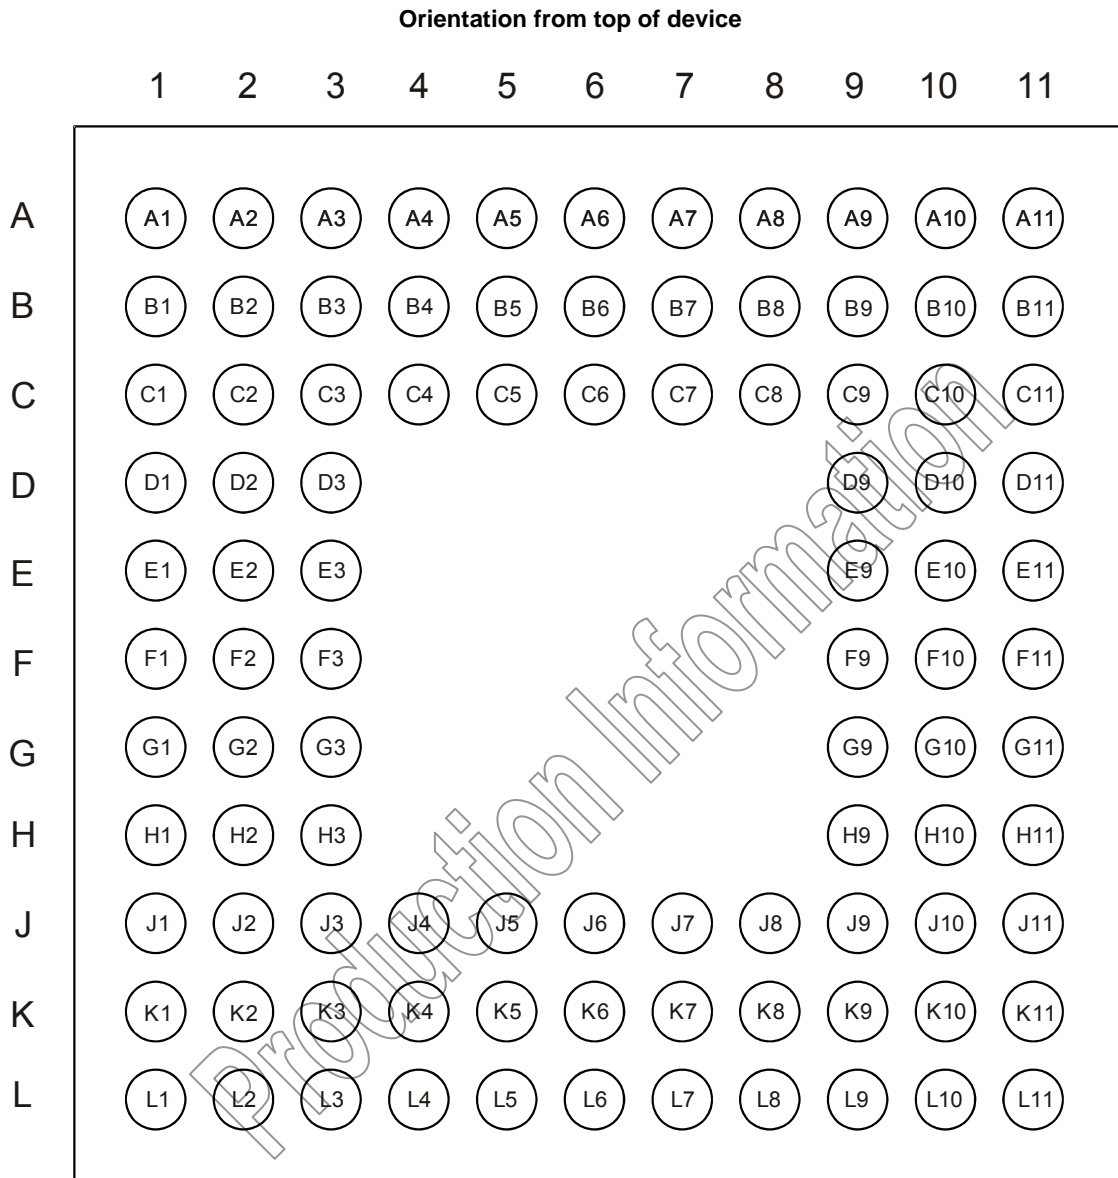 Orientation from top of device
1 2 3 4 5 6 7 8 9 10 11
A A1 A2 A3 A4 A5 A6 A7 A8 A9 A10 A11
B B1 B2 B3 B4 B5 B6 B7 B8 B9 B10 B11
C C1 C2 C3 C4 C5 C6 C7 C8 C9 C10 C11
D D1 D2 D3 D9 D10 D11
E E1 E2 E3 E9 E10 E11
F F1 F2 F3 F9 F10 F11
G G1 G2 G3 G9 G10 G11
H H1 H2 H3 H9 H10 H11
J J1 J2 J3 J4 J5 J6 J7 J8 J9 J10 J11
K K1 K2 K3 K4 K5 K6 K7 K8 K9 K10 K11
L L1 L2 L3 L4 L5 L6 L7 L8 L9 L10 L11
Production Information